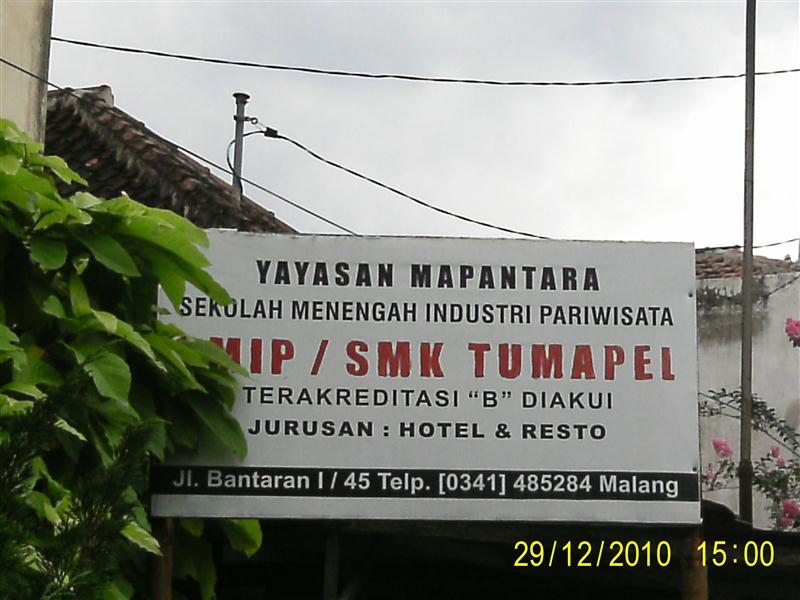 YAYASAN MAPANTARA
SEKOLAH MENENGAH INDUSTRI PARIWISATA
MIP / SMK TUMAPEL
TERAKREDITASI "B" DIAKUI
JURUSAN : HOTEL & RESTO
Jl. Bantaran I / 45 Telp. [0341] 485284 Malang
29/12/2010 15:00